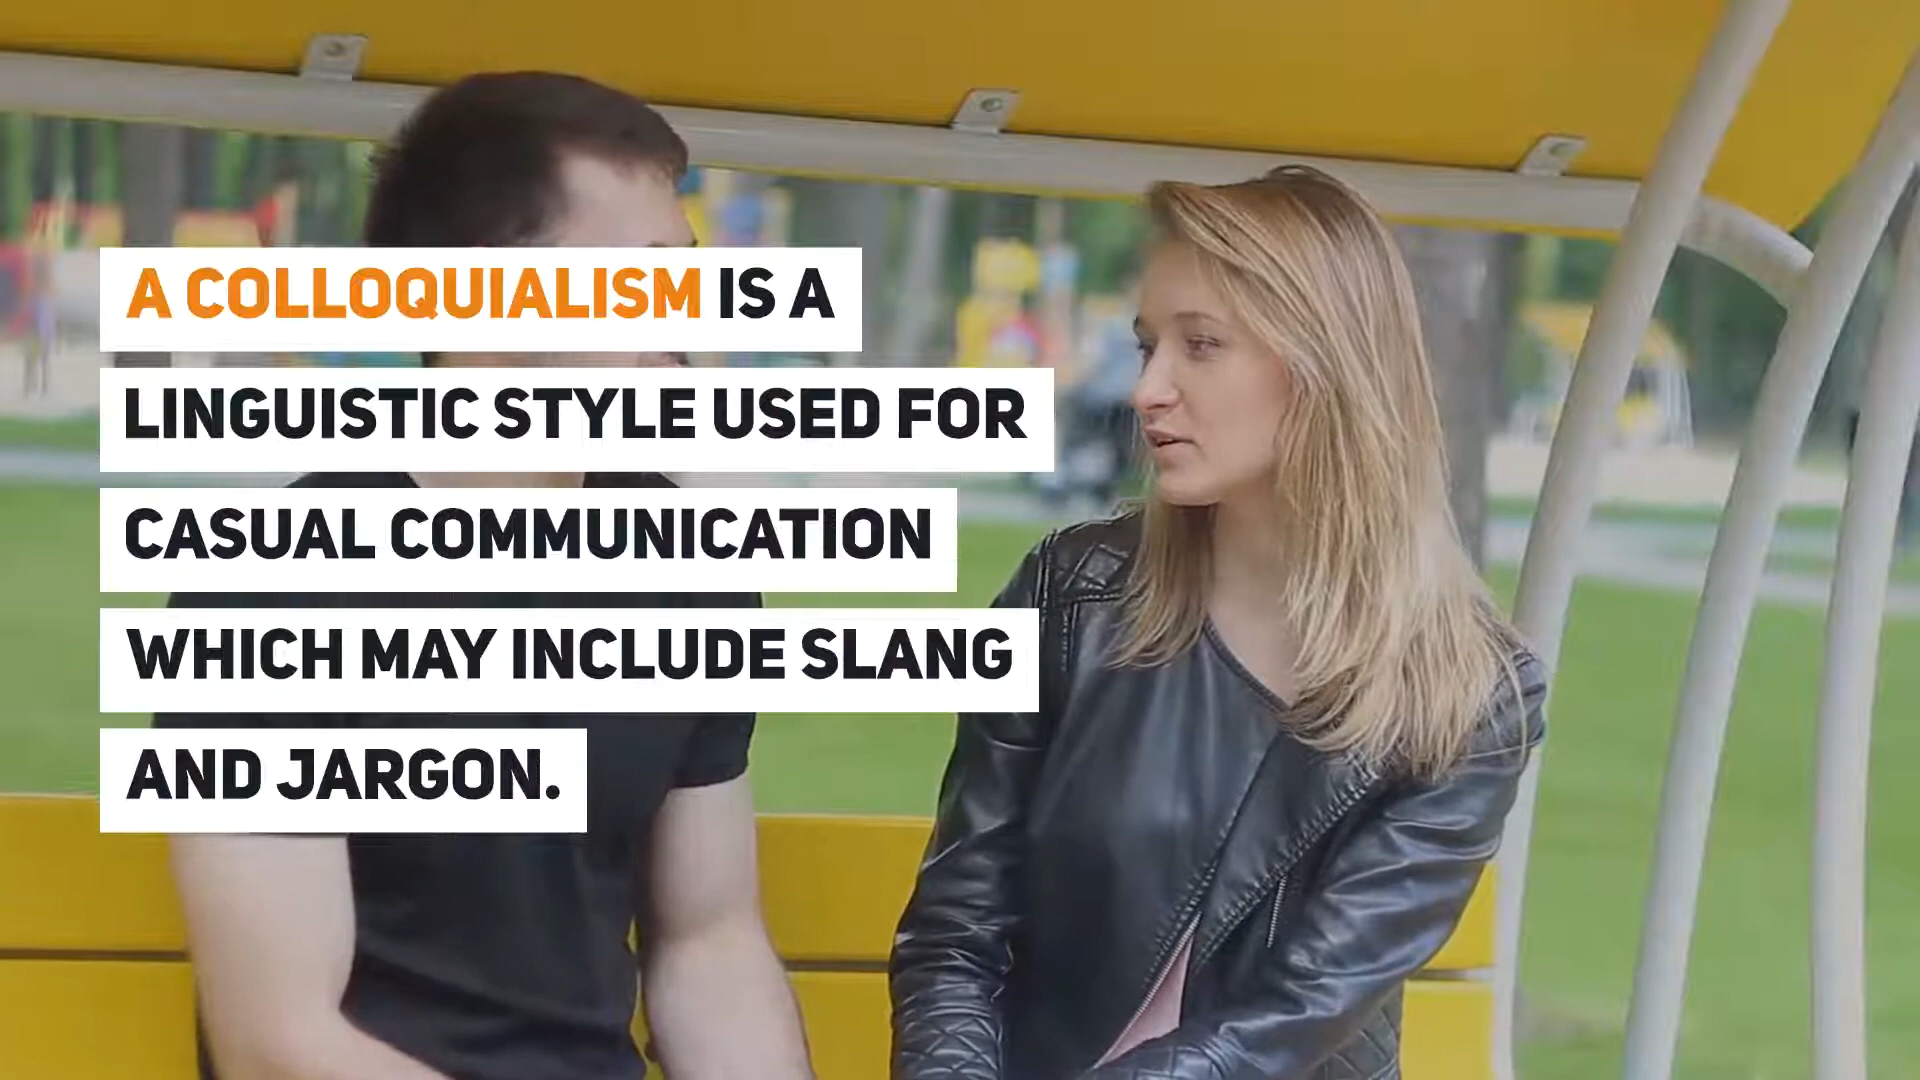 A COLLOQUIALISM IS A
LINGUISTIC STYLE USED FOR
CASUAL COMMUNICATION
WHICH MAY INCLUDE SLANG
AND JARGON.